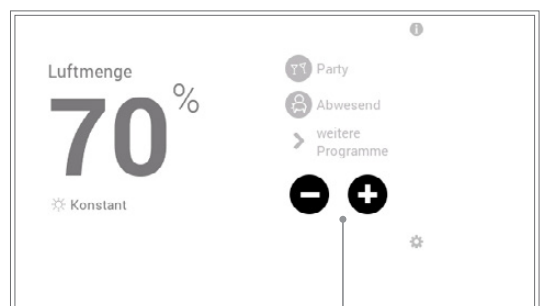 Luftmenge
70%
Konstant
Party
Abwesend
weitere
Programme